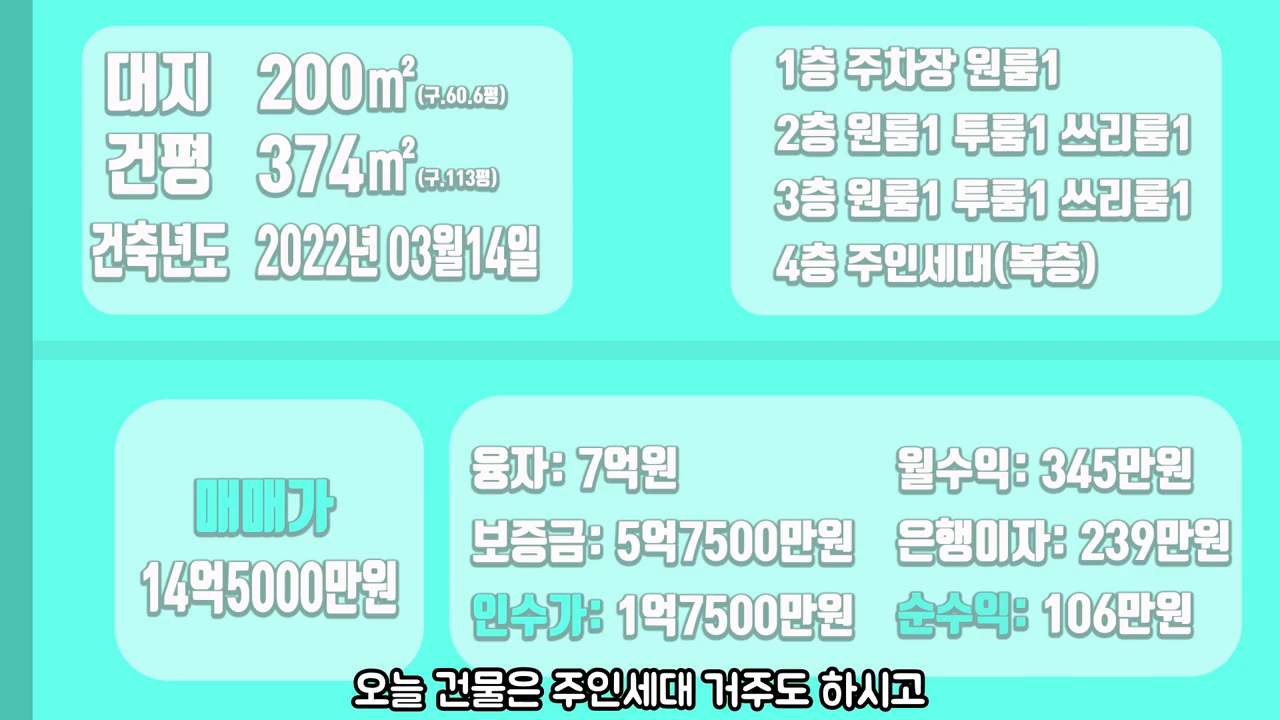 대지 200㎡(구.60.6평)
건평 374㎡(구.113평)
건축년도 2022년 03월14일
1층 주차장 원룸1
2층 원룸1 투룸1 쓰리룸1
3층 원룸1 투룸1 쓰리룸1
4층 주인세대(복층)
매매가
14억5000만원
융자: 7억원
보증금: 5억7500만원
인수가: 1억7500만원
월수익: 345만원
은행이자: 239만원
순수익: 106만원
오늘 건물은 주인세대 거주도 하시고